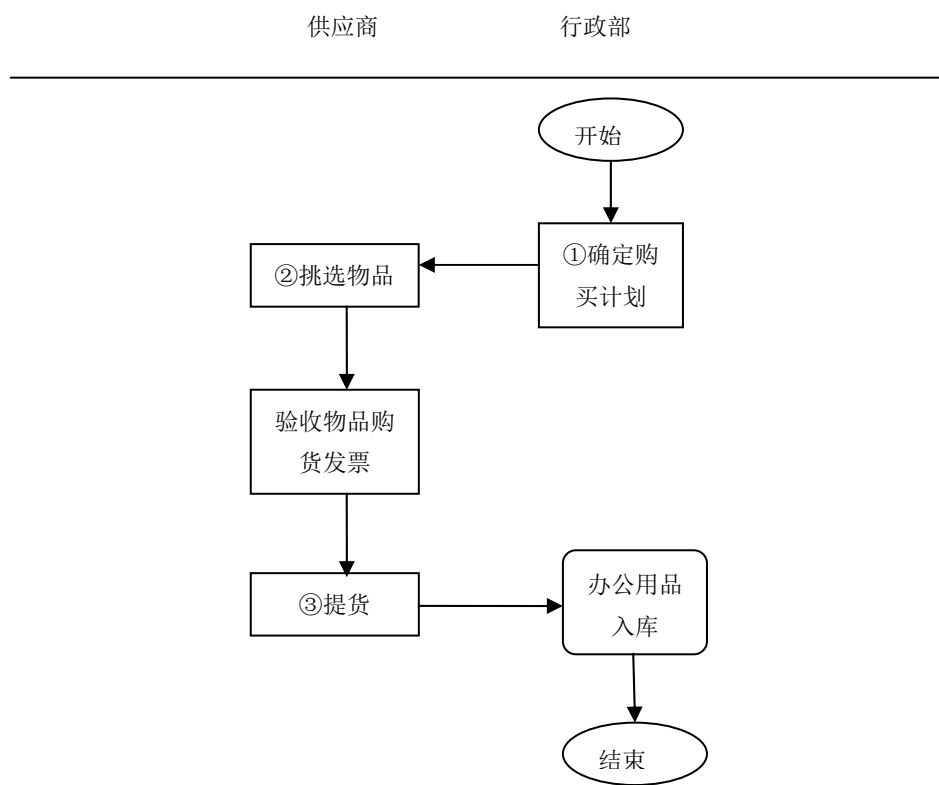 供应商 行政部
开始
①确定购
买计划
②挑选物品
验收物品购
货发票
③提货
办公用品
入库
结束